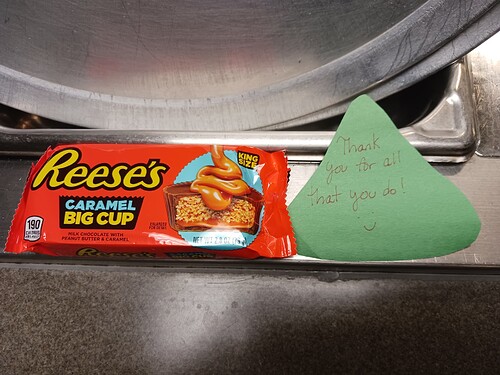 Reese's
KING
SIZE
CARAMEL
BIG CUP
190
MILK CHOCOLATE WITH
PEANUT BUTTER & CARAMEL
Thank
you for all
that you do!